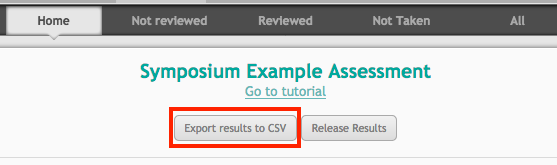 Home Not reviewed Reviewed Not Taken All
Symposium Example Assessment
Go to tutorial
Export results to CSV Release Results